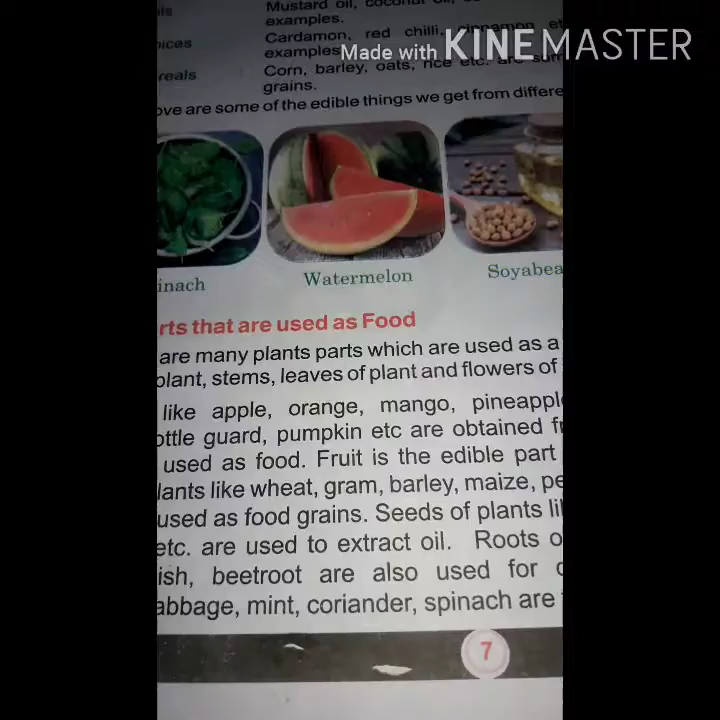 Mustard oil, coconut oil,
examples.
Cardamon, red chilli, cinnamon et
examples
Made with KINEMASTER
reals
Corn, barley, oats, rice etc. are som
grains.
ove are some of the edible things we get from differe
inach
Watermelon
Soyabea
rts that are used as Food
are many plants parts which are used as a
plant, stems, leaves of plant and flowers of
like apple, orange, mango, pineappl
ottle guard, pumpkin etc are obtained f
used as food. Fruit is the edible part
lants like wheat, gram, barley, maize, pe
used as food grains. Seeds of plants li
etc. are used to extract oil. Roots o
ish, beetroot are also used for
abbage, mint, coriander, spinach are
7